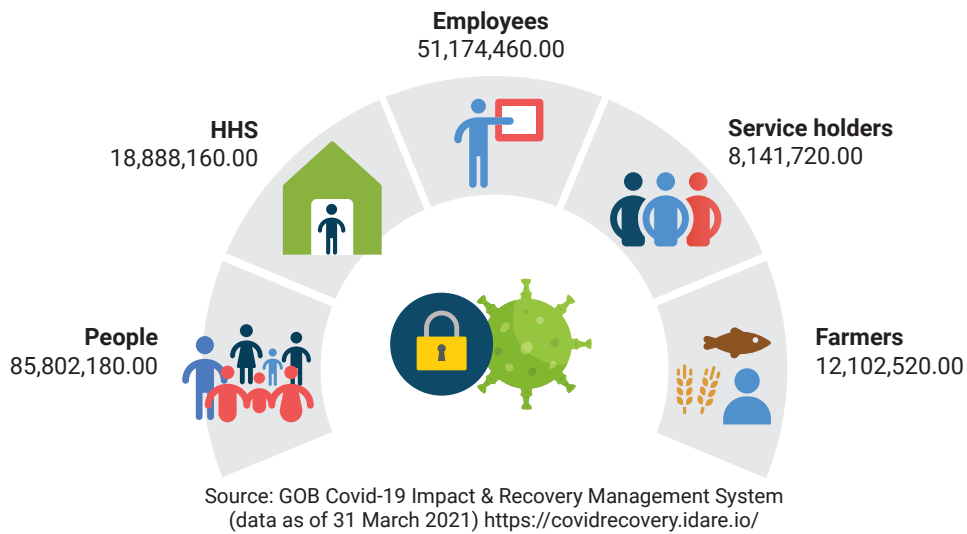 Employees
51,174,460.00
HHS
18,888,160.00
Service holders
8,141,720.00
People
85,802,180.00
Farmers
12,102,520.00
Source: GOB Covid-19 Impact & Recovery Management System
(data as of 31 March 2021) https://covidrecovery.idare.io/